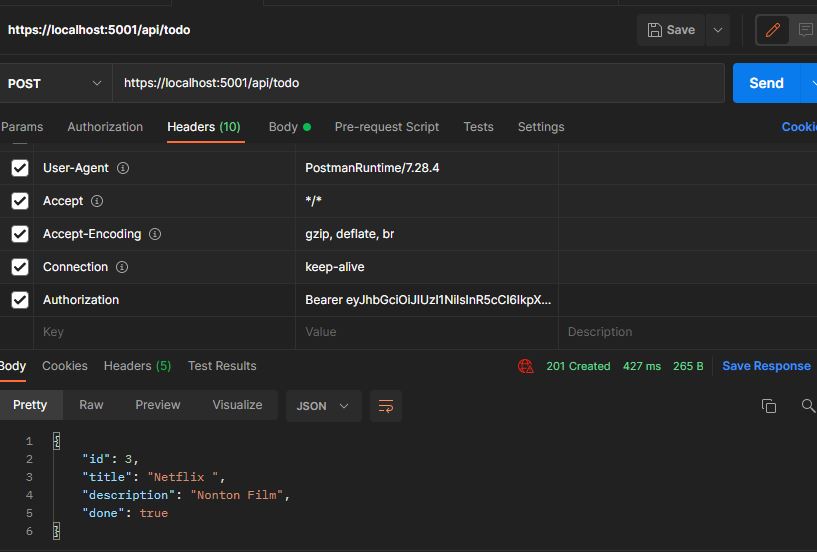 https://localhost:5001/api/todo Save
POST https://localhost:5001/api/todo Send
Params Authorization Headers (10) Body Pre-request Script Tests Settings Cooki
User-Agent PostmanRuntime/7.28.4
Accept */*
Accept-Encoding gzip, deflate, br
Connection keep-alive
Authorization Bearer eyJhbGciOiJIUzI1NiIsInR5cCI6IkpX...
Key Value Description
Body Cookies Headers (5) Test Results 201 Created 427 ms 265 B Save Response
Pretty Raw Preview Visualize JSON
1 {
2 "id": 3,
3 "title": "Netflix ",
4 "description": "Nonton Film",
5 "done": true
6 }